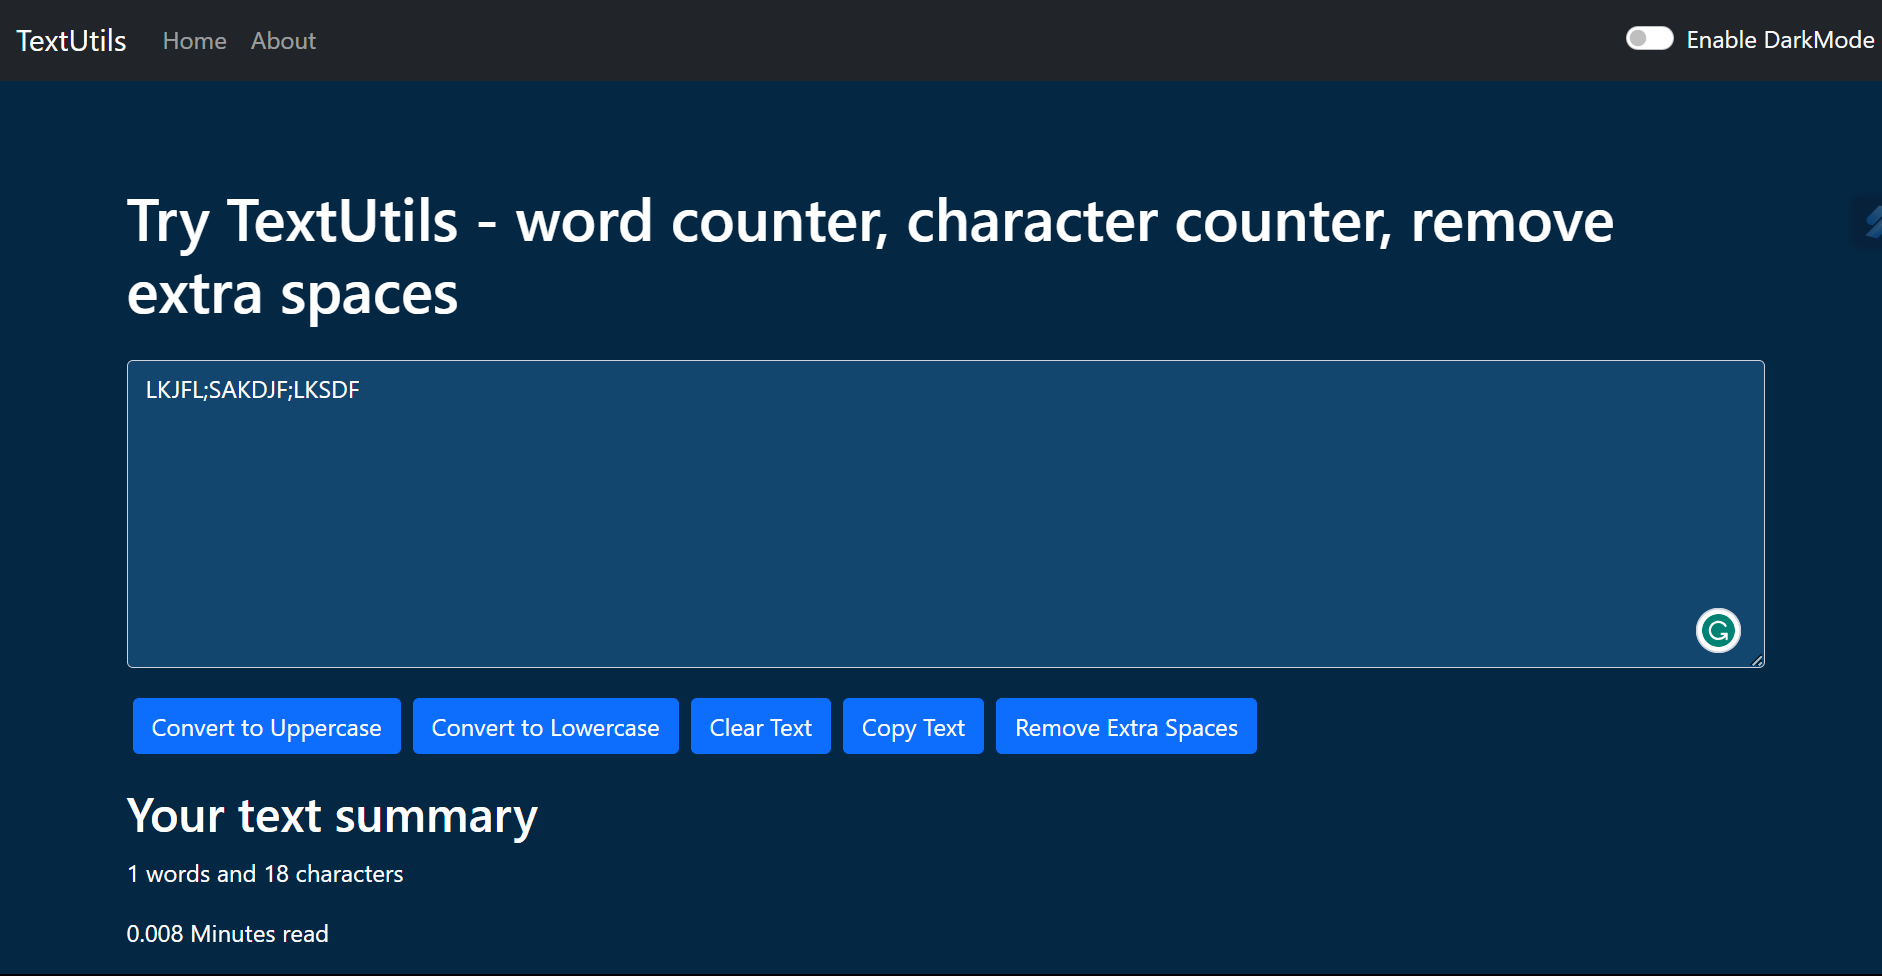 TextUtils Home About Enable DarkMode
Try TextUtils - word counter, character counter, remove
extra spaces
LKJFL;SAKDJF;LKSDF
Convert to Uppercase Convert to Lowercase Clear Text Copy Text Remove Extra Spaces
Your text summary
1 words and 18 characters
0.008 Minutes read